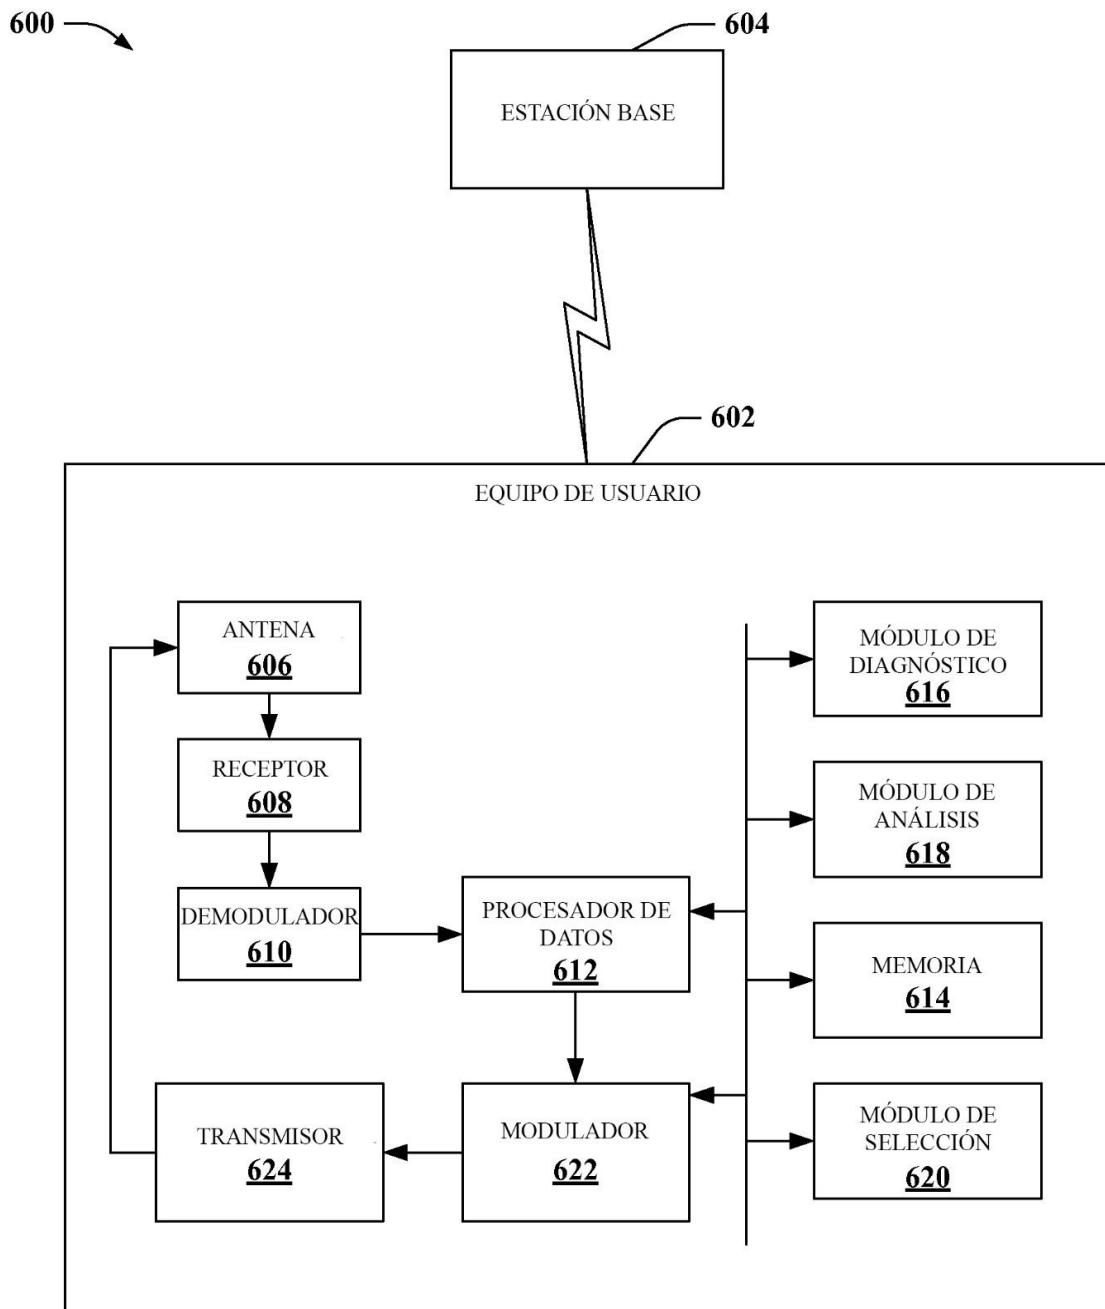 600
604
ESTACIÓN BASE
602
EQUIPO DE USUARIO
ANTENA
606
RECEPTOR
608
DEMODULADOR
610
PROCESADOR DE
DATOS
612
TRANSMISOR
624
MODULADOR
622
MÓDULO DE
DIAGNÓSTICO
616
MÓDULO DE
ANÁLISIS
618
MEMORIA
614
MÓDULO DE
SELECCIÓN
620